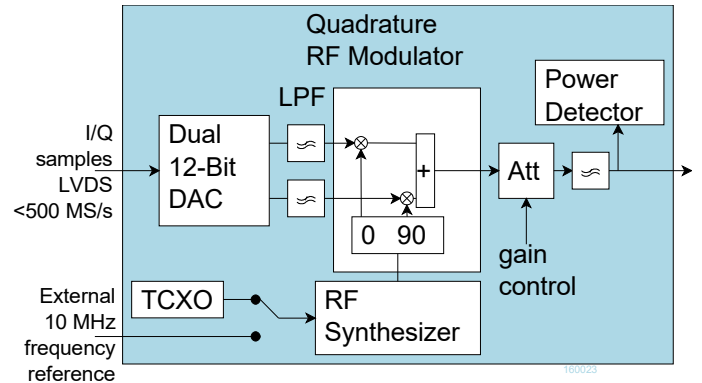 Quadrature
RF Modulator
Power
Detector
LPF
I/Q
samples
LVDS
<500 MS/s
Dual
12-Bit
DAC
+
Att
0 90
gain
control
TCXO
RF
Synthesizer
External
10 MHz
frequency
reference
160023